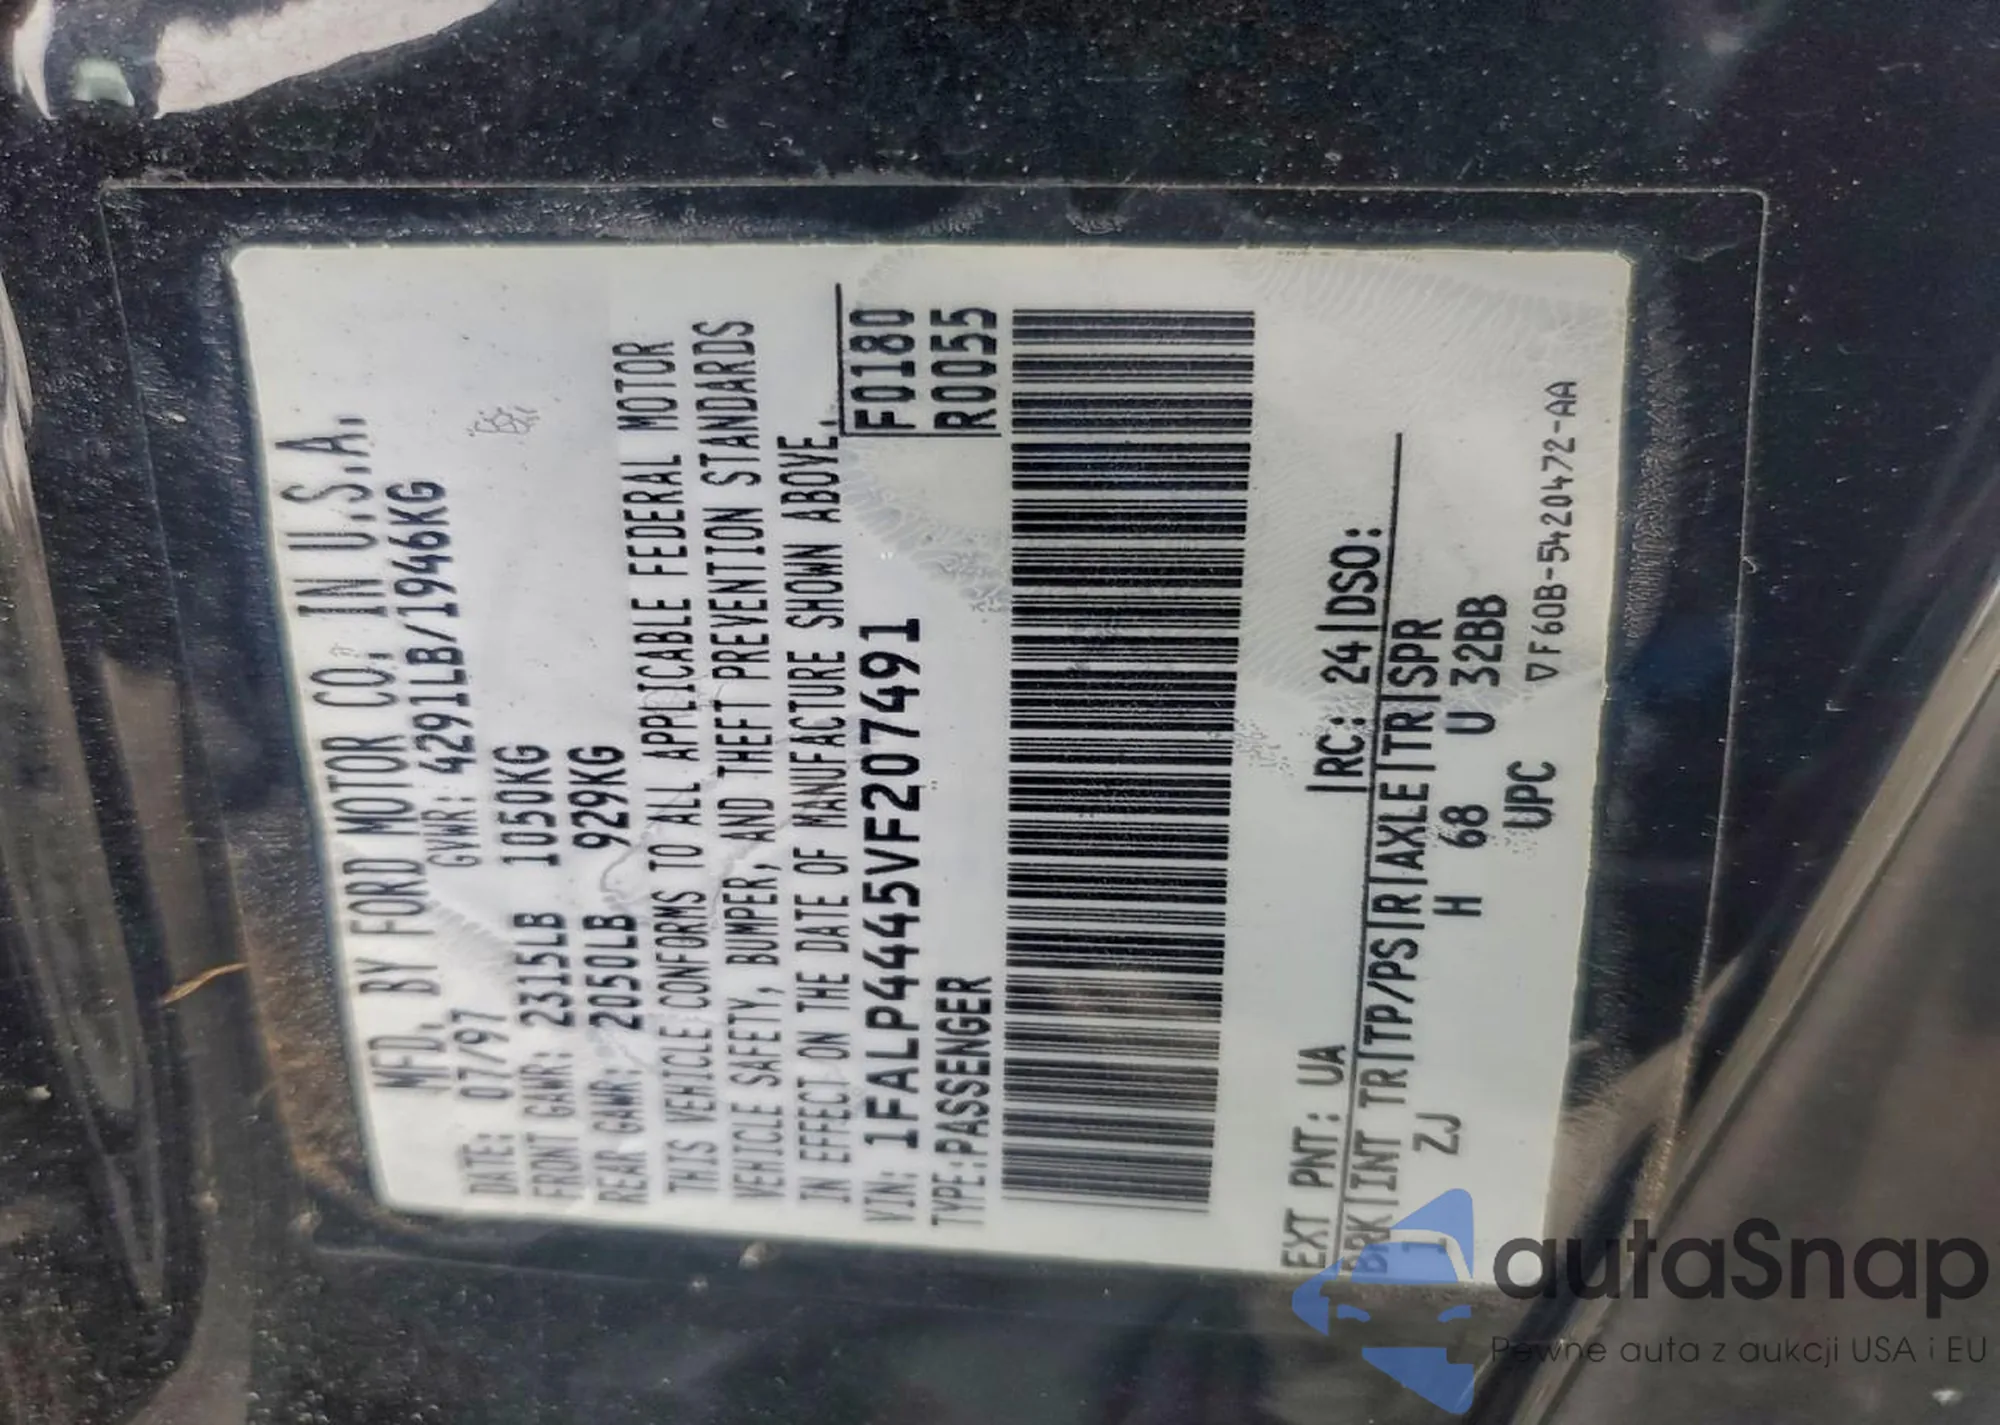 MFD. BY FORD MOTOR CO. IN U.S.A.
DATE: 07/97 GVWR: 4291LB/1946KG
FRONT GAWR: 2315LB 1050KG
REAR GAWR: 2050LB 929KG
THIS VEHICLE CONFORMS TO ALL APPLICABLE FEDERAL MOTOR
VEHICLE SAFETY, BUMPER, AND THEFT PREVENTION STANDARDS
IN EFFECT ON THE DATE OF MANUFACTURE SHOWN ABOVE.
VIN: 1FALP4445VF207491 F0180
TYPE:PASSENGER R0055
EXT PNT: UA |RC: 24|DSO:
BRK|INT TR|TP/PS|R|AXLE|TR|SPR
1 ZJ H 68 U 32BB
UPC ▽F60B-5420472-AA
autaSnap
Pewne auta z aukcji USA i EU